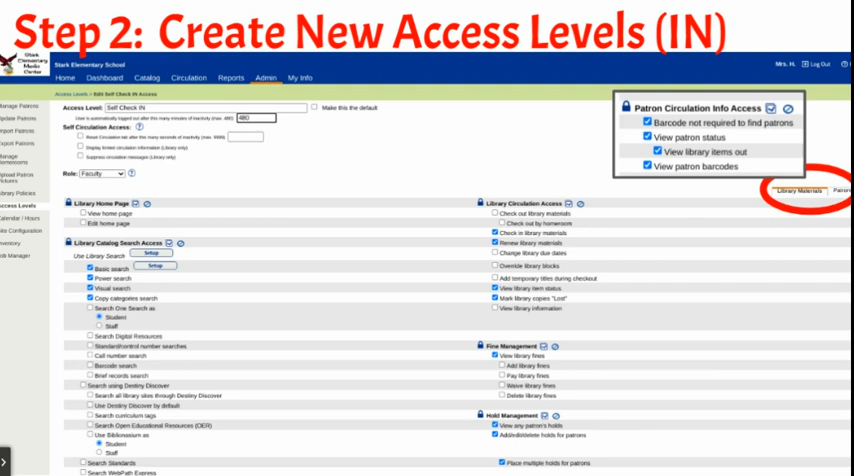 Step 2: Create New Access Levels (IN)
Stark
Elementary
Media
Center
Stark Elementary School
Mrs. H.
Log Out
Home Dashboard Catalog Circulation Reports Admin My Info
Access Levels > Edit Self Check IN Access
Manage Patrons
Update Patrons
Import Patrons
Export Patrons
Manage
Homerooms
Upload Patron
Pictures
Library Policies
Access Levels
Calendar / Hours
Site Configuration
Inventory
Job Manager
Access Level: Self Check IN
Make this the default
User is automatically logged out after this many minutes of inactivity (max. 480) 480
Self Circulation Access:
Reset Circulation tab after this many seconds of inactivity (max. 9999)
Display limited circulation information (Library only)
Suppress circulation messages (Library only)
Role: Faculty
Patron Circulation Info Access
Barcode not required to find patrons
View patron status
View library items out
View patron barcodes
Library Materials
Patron
Library Home Page
View home page
Edit home page
Library Catalog Search Access
Use Library Search Setup
Basic search Setup
Power search
Visual search
Copy categories search
Search One Search as
Student
Staff
Search Digital Resources
Standard/control number searches
Call number search
Barcode search
Brief records search
Search using Destiny Discover
Search all library sites through Destiny Discover
Use Destiny Discover by default
Search curriculum tags
Search Open Educational Resources (OER)
Use Biblionasium as
Student
Staff
Search Standards
Search WebPath Express
Library Circulation Access
Check out library materials
Check out by homeroom
Check in library materials
Renew library materials
Change library due dates
Override library blocks
Add temporary titles during checkout
View library item status
Mark library copies "Lost"
View library information
Fine Management
View library fines
Add library fines
Pay library fines
Waive library fines
Delete library fines
Hold Management
View any patron's holds
Add/edit/delete holds for patrons
Place multiple holds for patrons